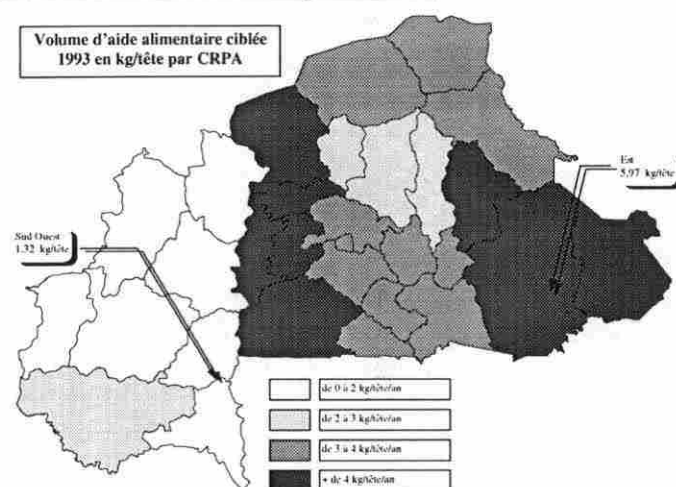 Volume d'aide alimentaire ciblée
1993 en kg/tête par CRPA
Est
5,97 kg/tête
Sud Ouest
1.32 kg/tête
de 0 à 2 kg/tête/an
de 2 à 3 kg/tête/an
de 3 à 4 kg/tête/an
+ de 4 kg/tête/an